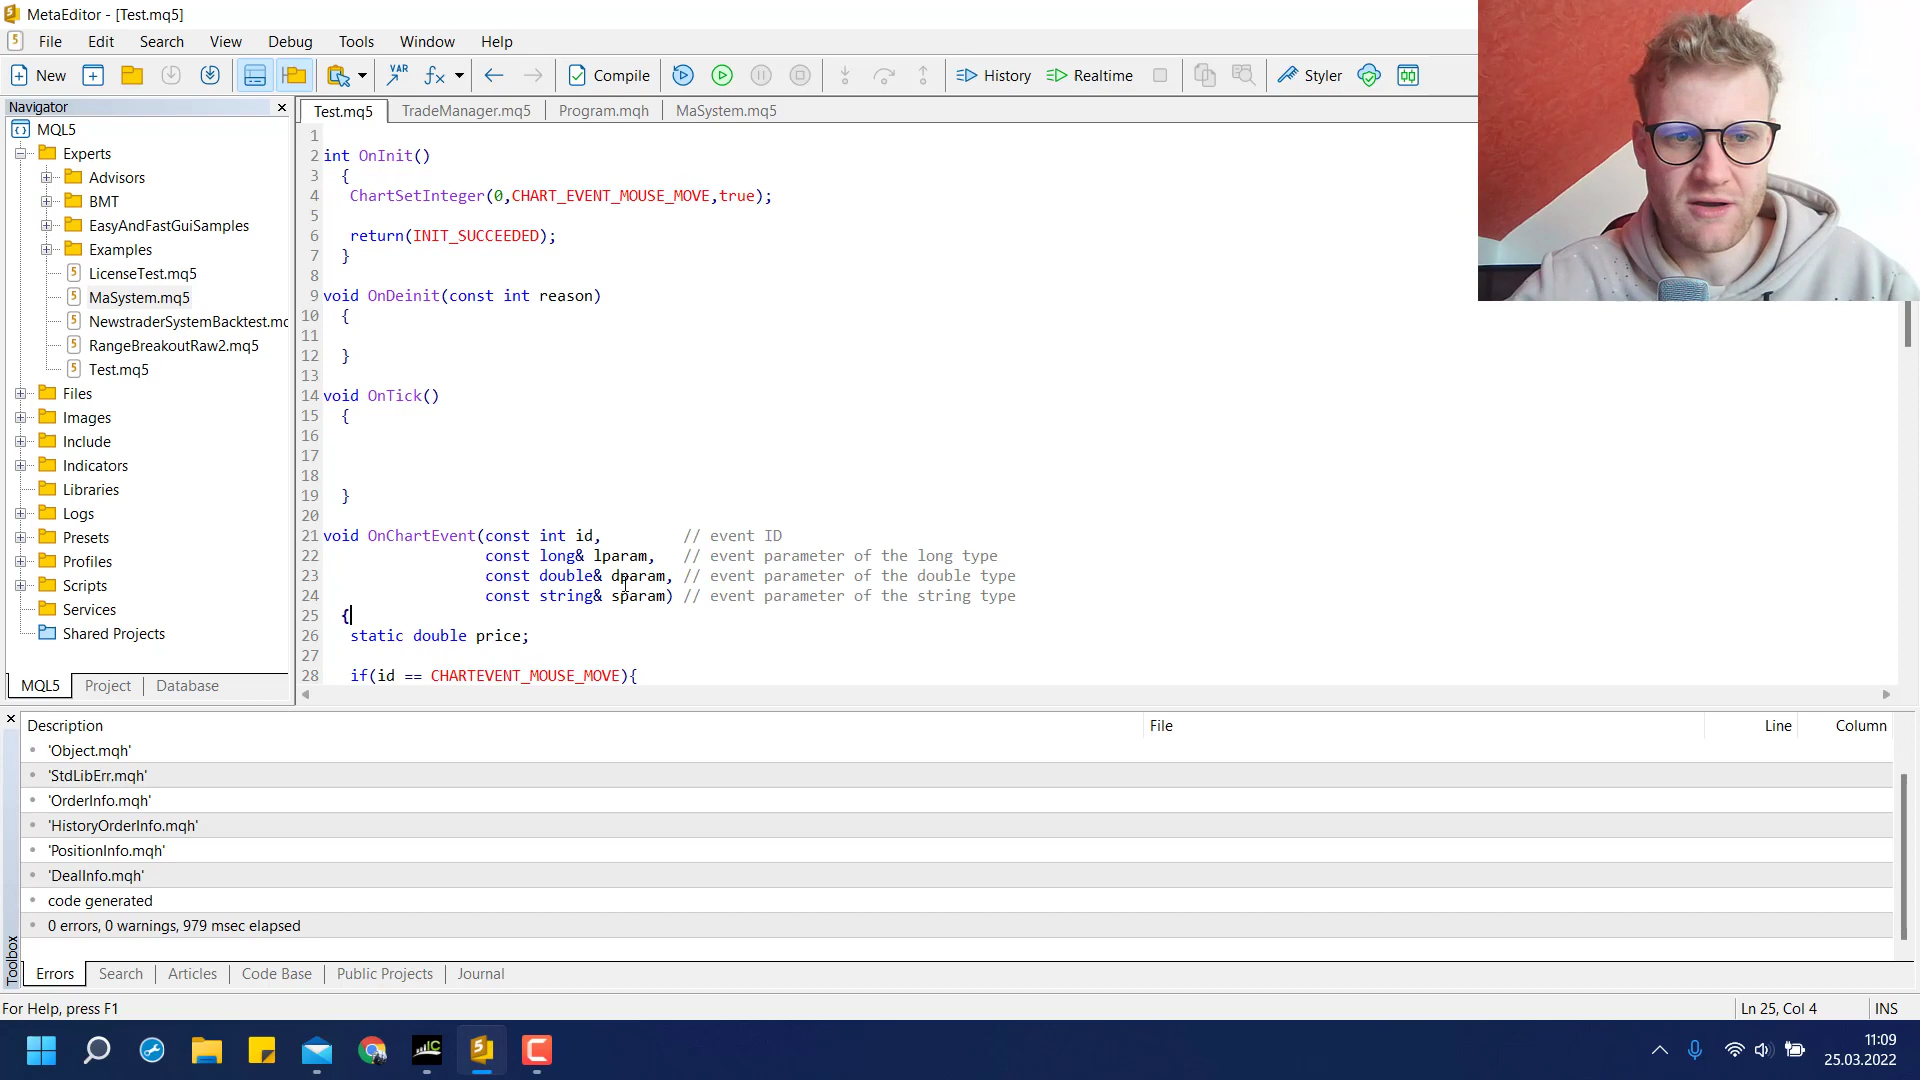 MetaEditor - [Test.mq5]
File Edit Search View Debug Tools Window Help
New VAR Compile History Realtime Styler
Navigator
MQL5
Experts
Advisors
BMT
EasyAndFastGuiSamples
Examples
LicenseTest.mq5
MaSystem.mq5
NewstraderSystemBacktest.mq
RangeBreakoutRaw2.mq5
Test.mq5
Files
Images
Include
Indicators
Libraries
Logs
Presets
Profiles
Scripts
Services
Shared Projects
MQL5 Project Database
Test.mq5 TradeManager.mq5 Program.mqh MaSystem.mq5
1
2 int OnInit()
3 {
4 ChartSetInteger(0,CHART_EVENT_MOUSE_MOVE,true);
5
6 return(INIT_SUCCEEDED);
7 }
8
9 void OnDeinit(const int reason)
10 {
11
12 }
13
14 void OnTick()
15 {
16
17
18
19 }
20
21 void OnChartEvent(const int id, // event ID
22 const long& lparam, // event parameter of the long type
23 const double& dparam, // event parameter of the double type
24 const string& sparam) // event parameter of the string type
25 {
26 static double price;
27
28 if(id == CHARTEVENT_MOUSE_MOVE){
Description File Line Column
'Object.mqh'
'StdLibErr.mqh'
'OrderInfo.mqh'
'HistoryOrderInfo.mqh'
'PositionInfo.mqh'
'DealInfo.mqh'
code generated
0 errors, 0 warnings, 979 msec elapsed
Toolbox
Errors Search Articles Code Base Public Projects Journal
For Help, press F1 Ln 25, Col 4 INS
IC
11:09
25.03.2022